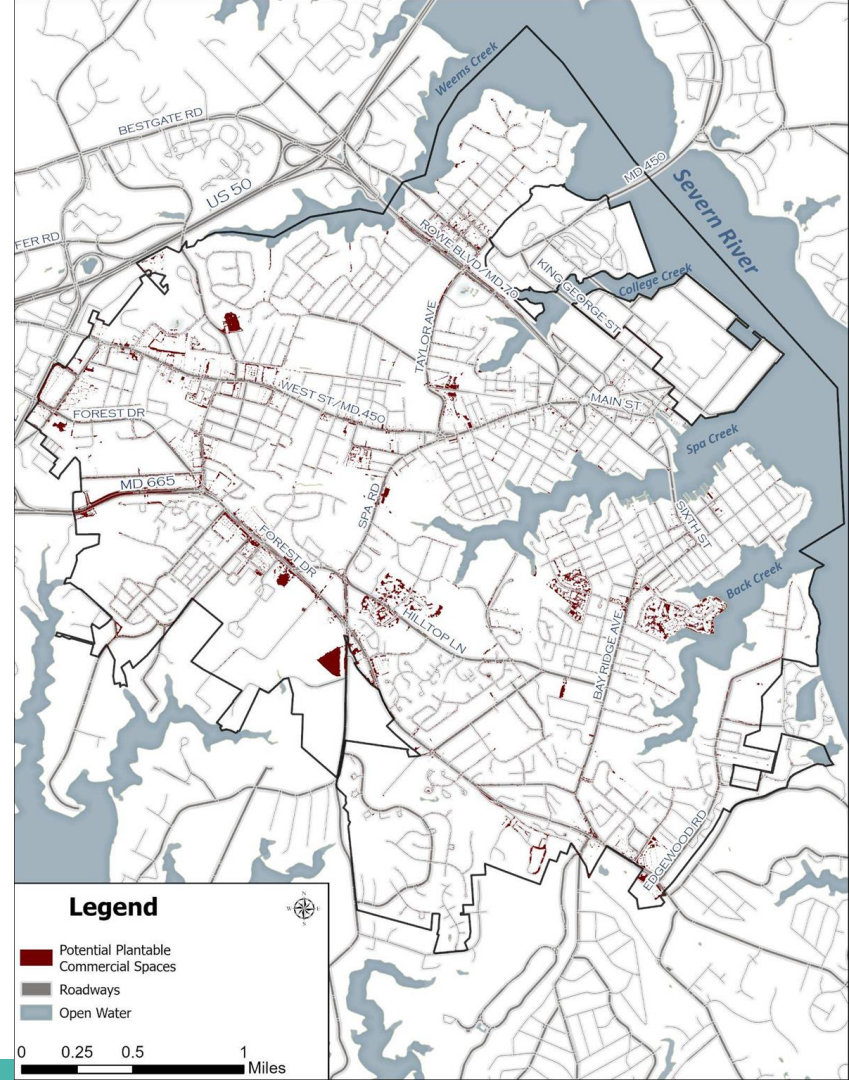 Weems Creek
BESTGATE RD
US 50
MD 450
Severn River
FER RD
ROWE BLVD/MD 70
KING GEORGE ST
College Creek
TAYLOR AVE
WEST ST/MD 450
MAIN ST
FOREST DR
Spa Creek
MD 665
SPA RD
SIXTH ST
FOREST DR
Back Creek
HILLTOP LN
BAY RIDGE AVE
EDGEWOOD RD
Legend
N
W E
S
Potential Plantable
Commercial Spaces
Roadways
Open Water
0 0.25 0.5 1
Miles